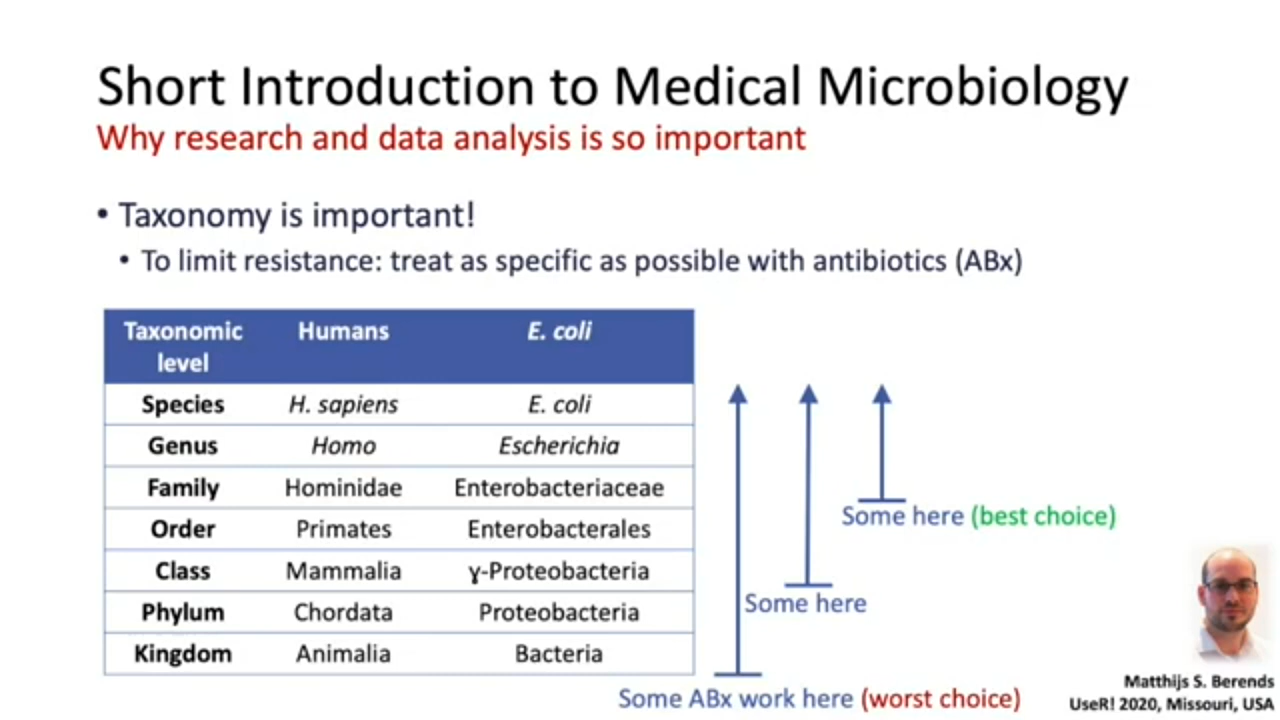 Short Introduction to Medical Microbiology
Why research and data analysis is so important
• Taxonomy is important!
• To limit resistance: treat as specific as possible with antibiotics (ABx)
Taxonomic level Humans E. coli
Species H. sapiens E. coli
Genus Homo Escherichia
Family Hominidae Enterobacteriaceae
Order Primates Enterobacterales
Class Mammalia γ-Proteobacteria
Phylum Chordata Proteobacteria
Kingdom Animalia Bacteria
Some here (best choice)
Some here
Some ABx work here (worst choice)
Matthijs S. Berends
UseR! 2020, Missouri, USA